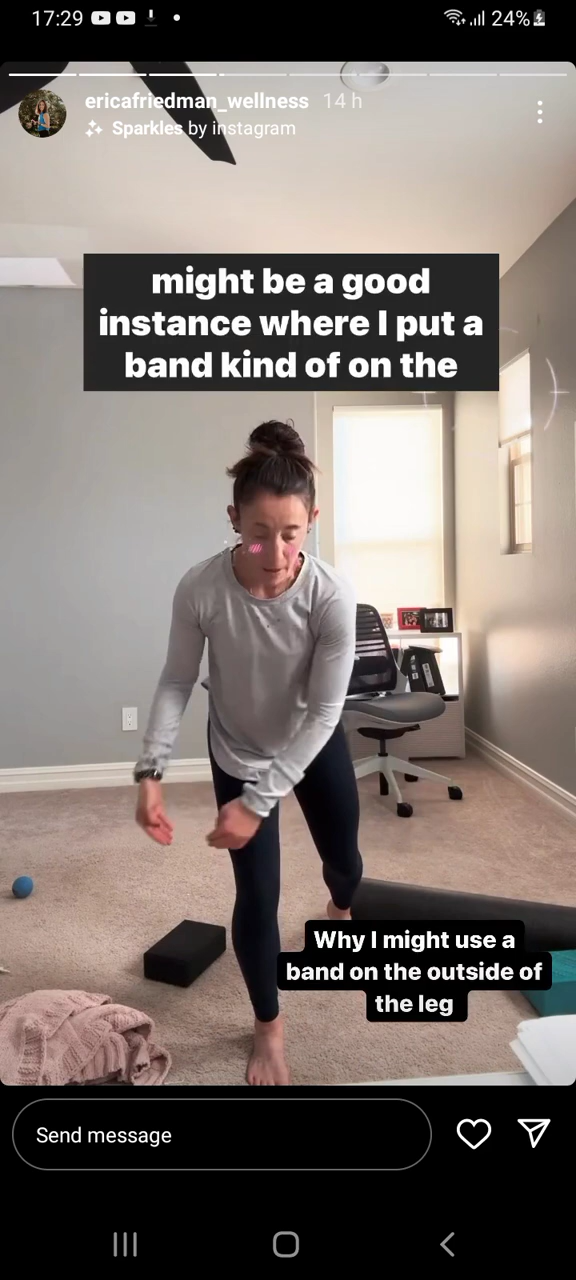 17:29
24%
ericafriedman_wellness 14 h
Sparkles by instagram
might be a good
instance where I put a
band kind of on the
Why I might use a
band on the outside of
the leg
Send message